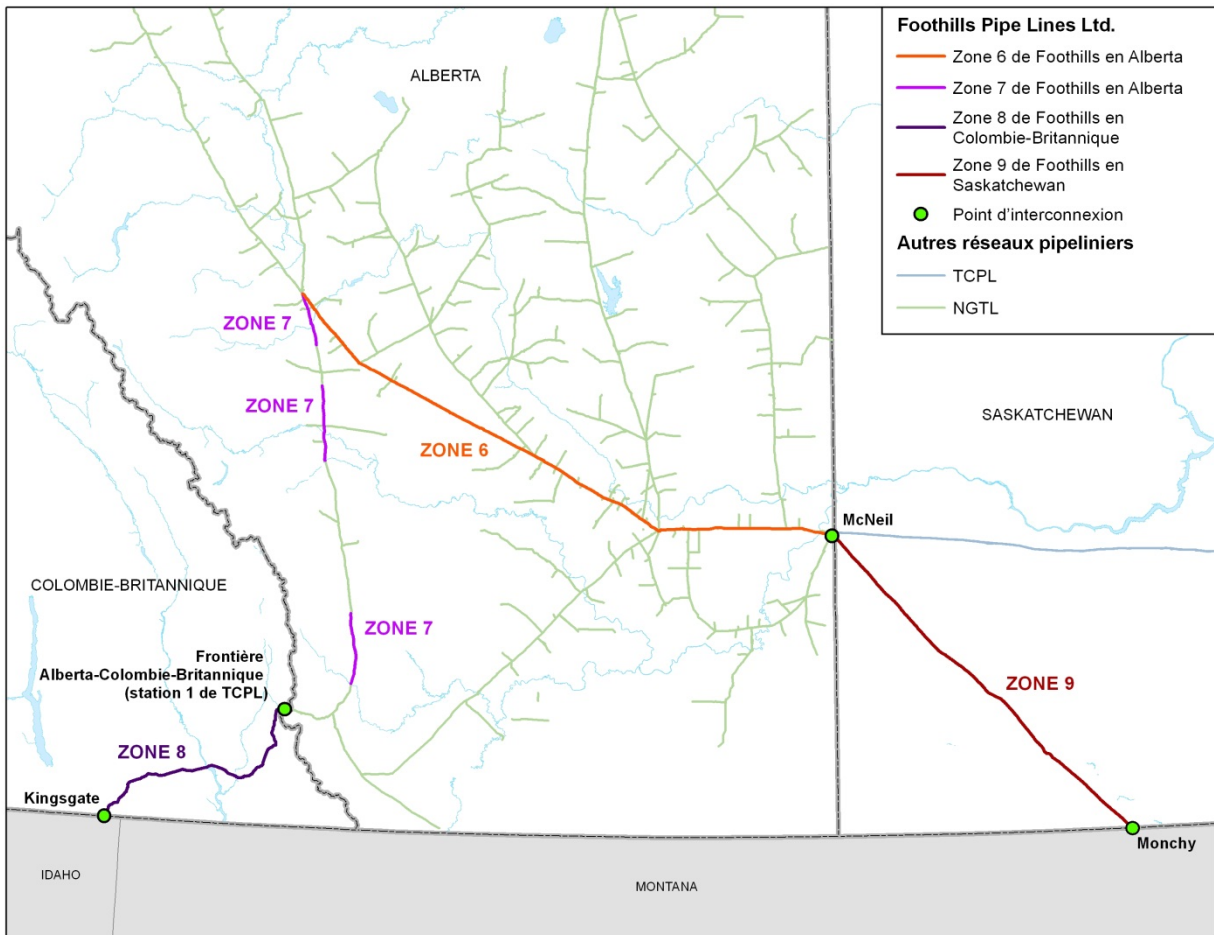 Foothills Pipe Lines Ltd.
Zone 6 de Foothills en Alberta
Zone 7 de Foothills en Alberta
Zone 8 de Foothills en
Colombie-Britannique
Zone 9 de Foothills en
Saskatchewan
Point d'interconnexion
Autres réseaux pipeliniers
TCPL
NGTL
ALBERTA
ZONE 7
ZONE 7
SASKATCHEWAN
ZONE 6
McNeil
COLOMBIE-BRITANNIQUE
ZONE 7
Frontière
Alberta-Colombie-Britannique
(station 1 de TCPL)
ZONE 9
ZONE 8
Kingsgate
Monchy
IDAHO
MONTANA